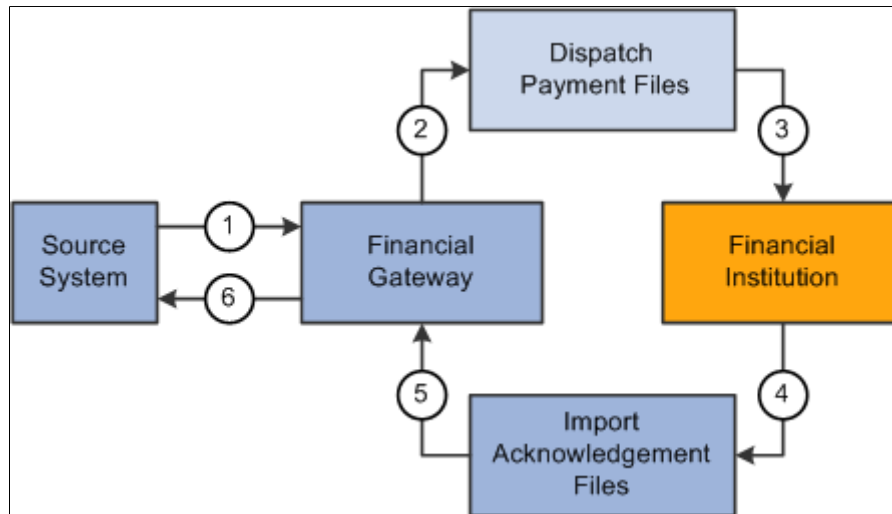 Dispatch
Payment Files
2
3
Source
System
1
6
Financial
Gateway
Financial
Institution
5
4
Import
Acknowledgement
Files